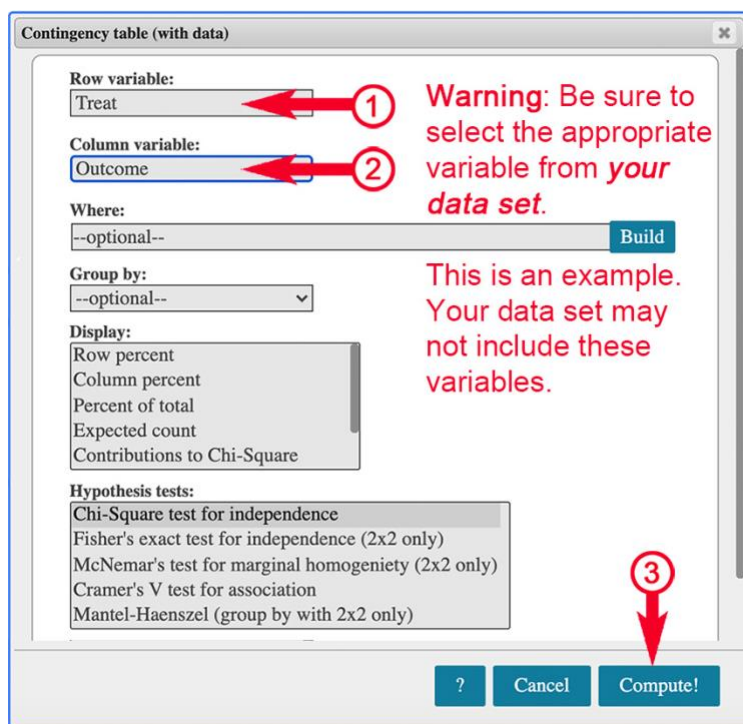 Contingency table (with data)
Row variable:
Treat
1
Column variable:
Outcome
2
Warning: Be sure to
select the appropriate
variable from your
data set.
Where:
--optional--
Build
Group by:
--optional--
This is an example.
Your data set may
not include these
variables.
Display:
Row percent
Column percent
Percent of total
Expected count
Contributions to Chi-Square
Hypothesis tests:
Chi-Square test for independence
Fisher's exact test for independence (2x2 only)
McNemar's test for marginal homogeniety (2x2 only)
Cramer's V test for association
Mantel-Haenszel (group by with 2x2 only)
3
?
Cancel
Compute!